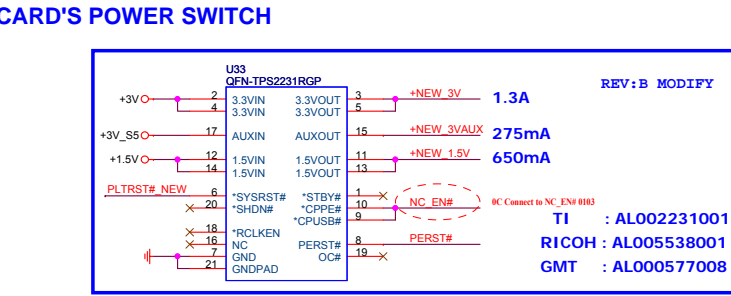 CARD'S POWER SWITCH
U33
QFN-TPS2231RGP
REV:B MODIFY
+3V 2 3.3VIN 3.3VOUT 3 +NEW_3V 1.3A
4 3.3VIN 3.3VOUT 5
+3V_S5 17 AUXIN AUXOUT 15 +NEW_3VAUX 275mA
+1.5V 12 1.5VIN 1.5VOUT 11 +NEW_1.5V 650mA
14 1.5VIN 1.5VOUT 13
PLTRST#_NEW 6 *SYSRST# *STBY# 1
20 *SHDN# *CPPE# 10 NC_EN# 0C Connect to NC_EN# 0103
*CPUSB# 9
TI : AL002231001
18 *RCLKEN
16 NC PERST# 8 PERST# RICOH : AL005538001
7 GND OC# 19
21 GNDPAD GMT : AL000577008